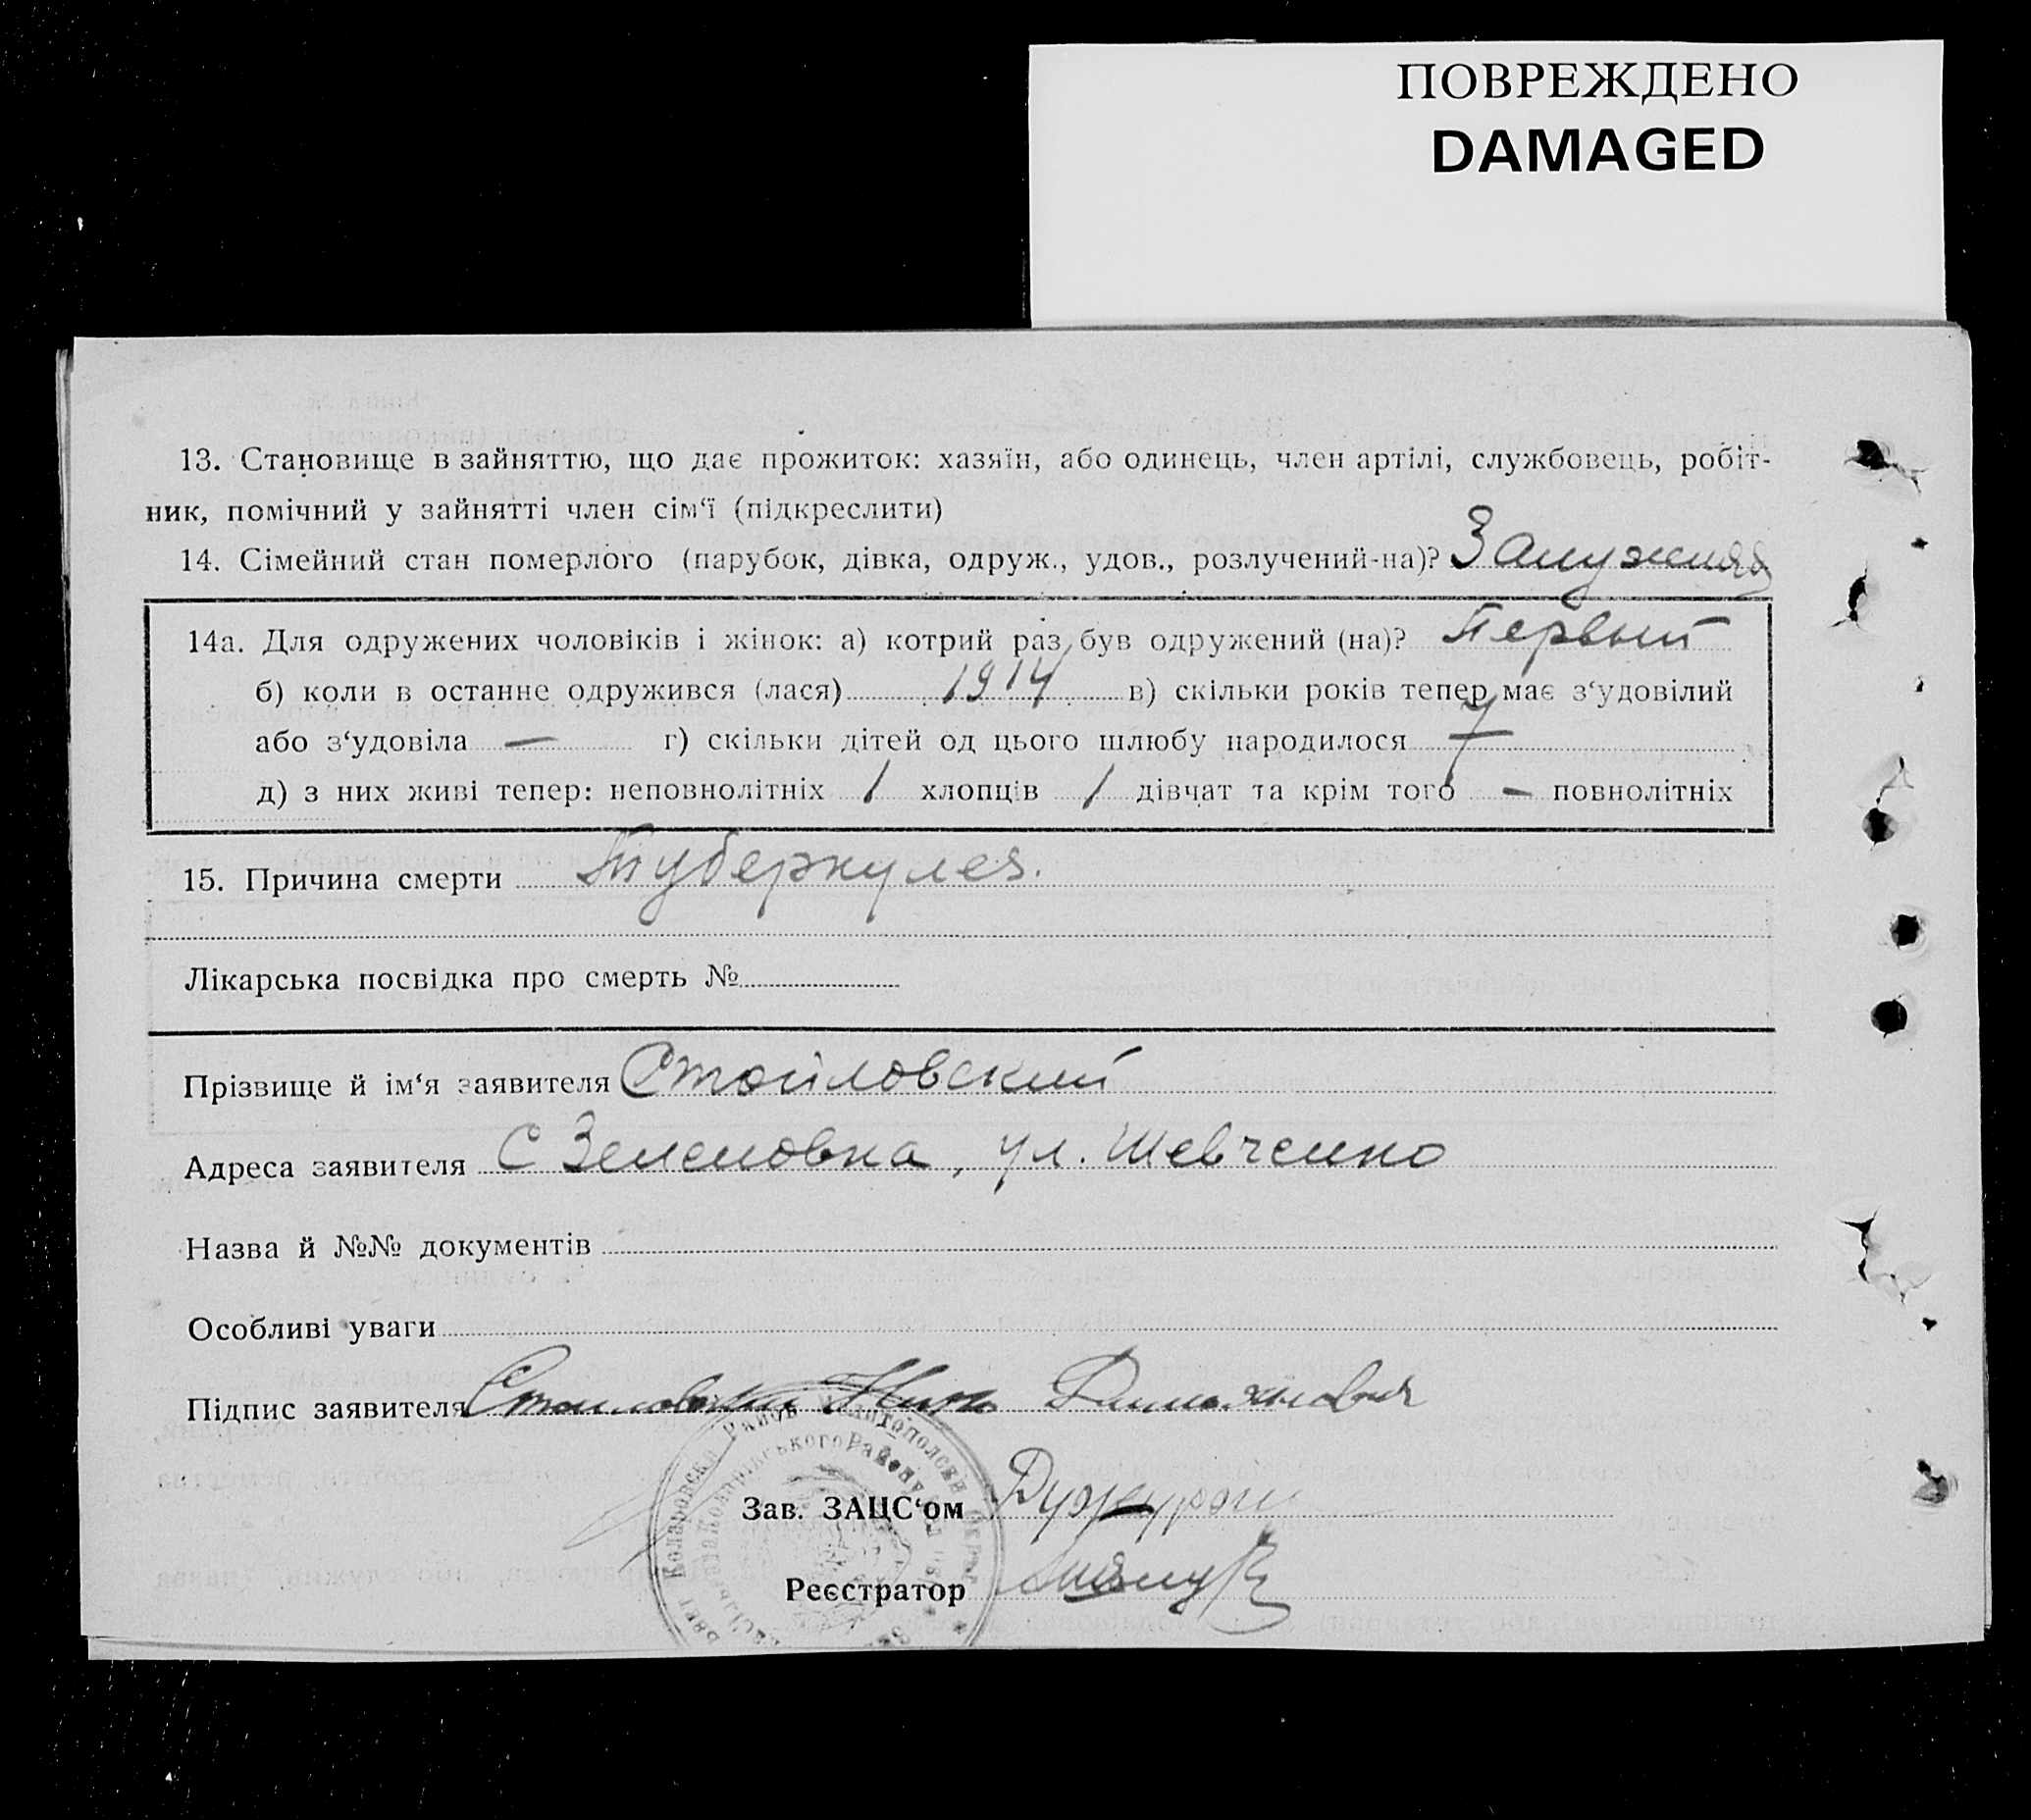 ПОВРЕЖДЕНО
DAMAGED
13. Становище в зайняттю, що дає прожиток: хазяїн, або одинець, член артілі, службовець, робіт-
ник, помічний у зайнятті член сім‘ї (підкреслити)
14. Сімейний стан померлого (парубок, дівка, одруж., удов., розлучений-на)? Замужняя
14а. Для одружених чоловіків і жінок: а) котрий раз був одружений (на)? Первый
б) коли в останнє одружився (лася) 1914 в) скільки років тепер має з‘удовілий
або з‘удовіла — г) скільки дітей од цього шлюбу народилося 7
д) з них живі тепер: неповнолітніх 1 хлопців 1 дівчат та крім того — повнолітніх
15. Причина смерти Туберкулез.
Лікарська посвідка про смерть №
Прізвище й ім‘я заявителя Стойловский
Адреса заявителя С Зеленовка, ул. Шевченко
Назва й №№ документів
Особливі уваги
Підпис заявителя
Зав. ЗАЦС‘ом
Реєстратор